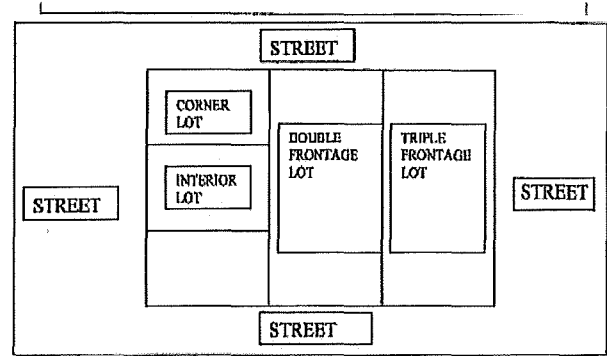 STREET
CORNER
LOT
DOUBLE
FRONTAGE
LOT
TRIPLE
FRONTAGE
LOT
INTERIOR
LOT
STREET
STREET
STREET